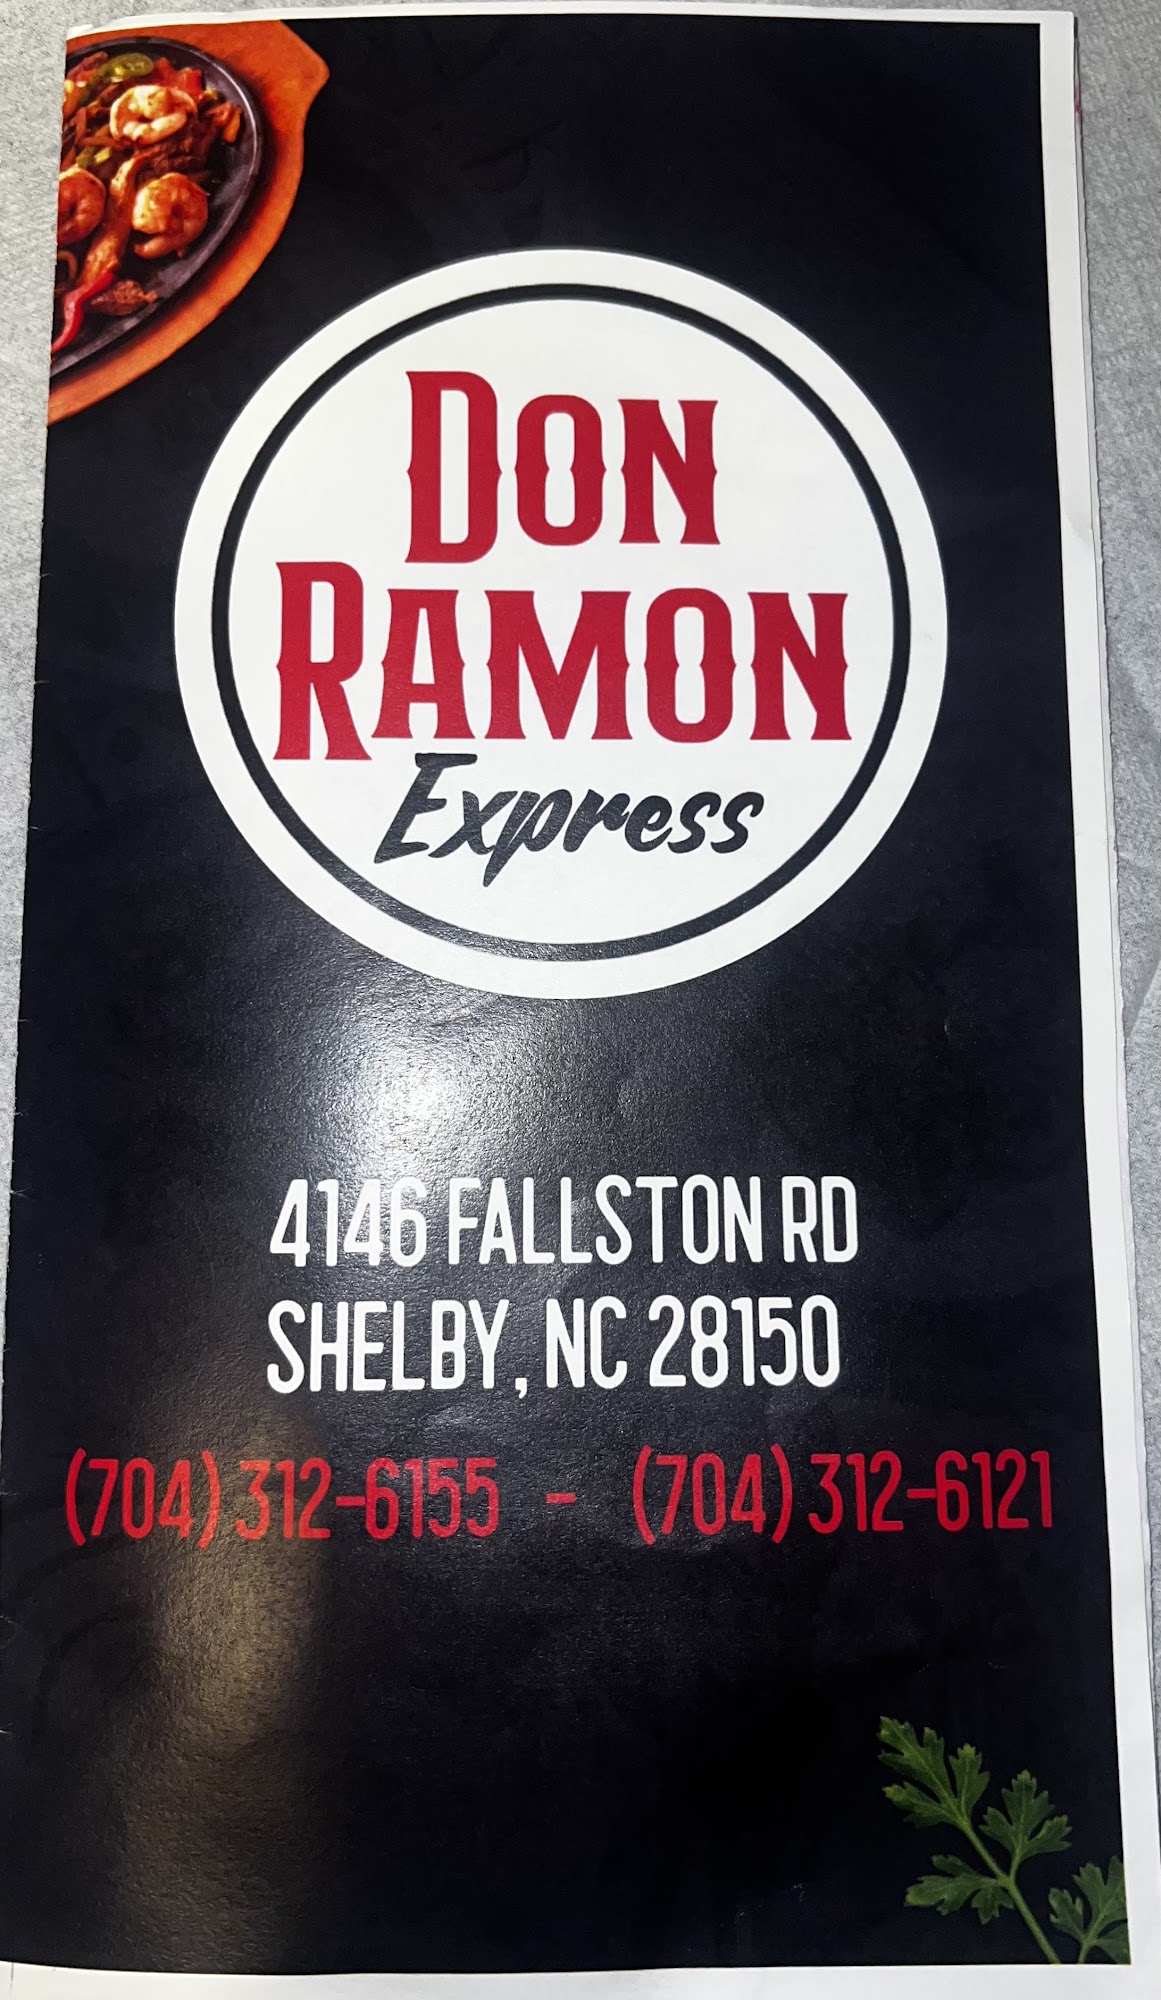 DON
RAMON
Express
4146 FALLSTON RD
SHELBY, NC 28150
(704) 312-6155 - (704) 312-6121